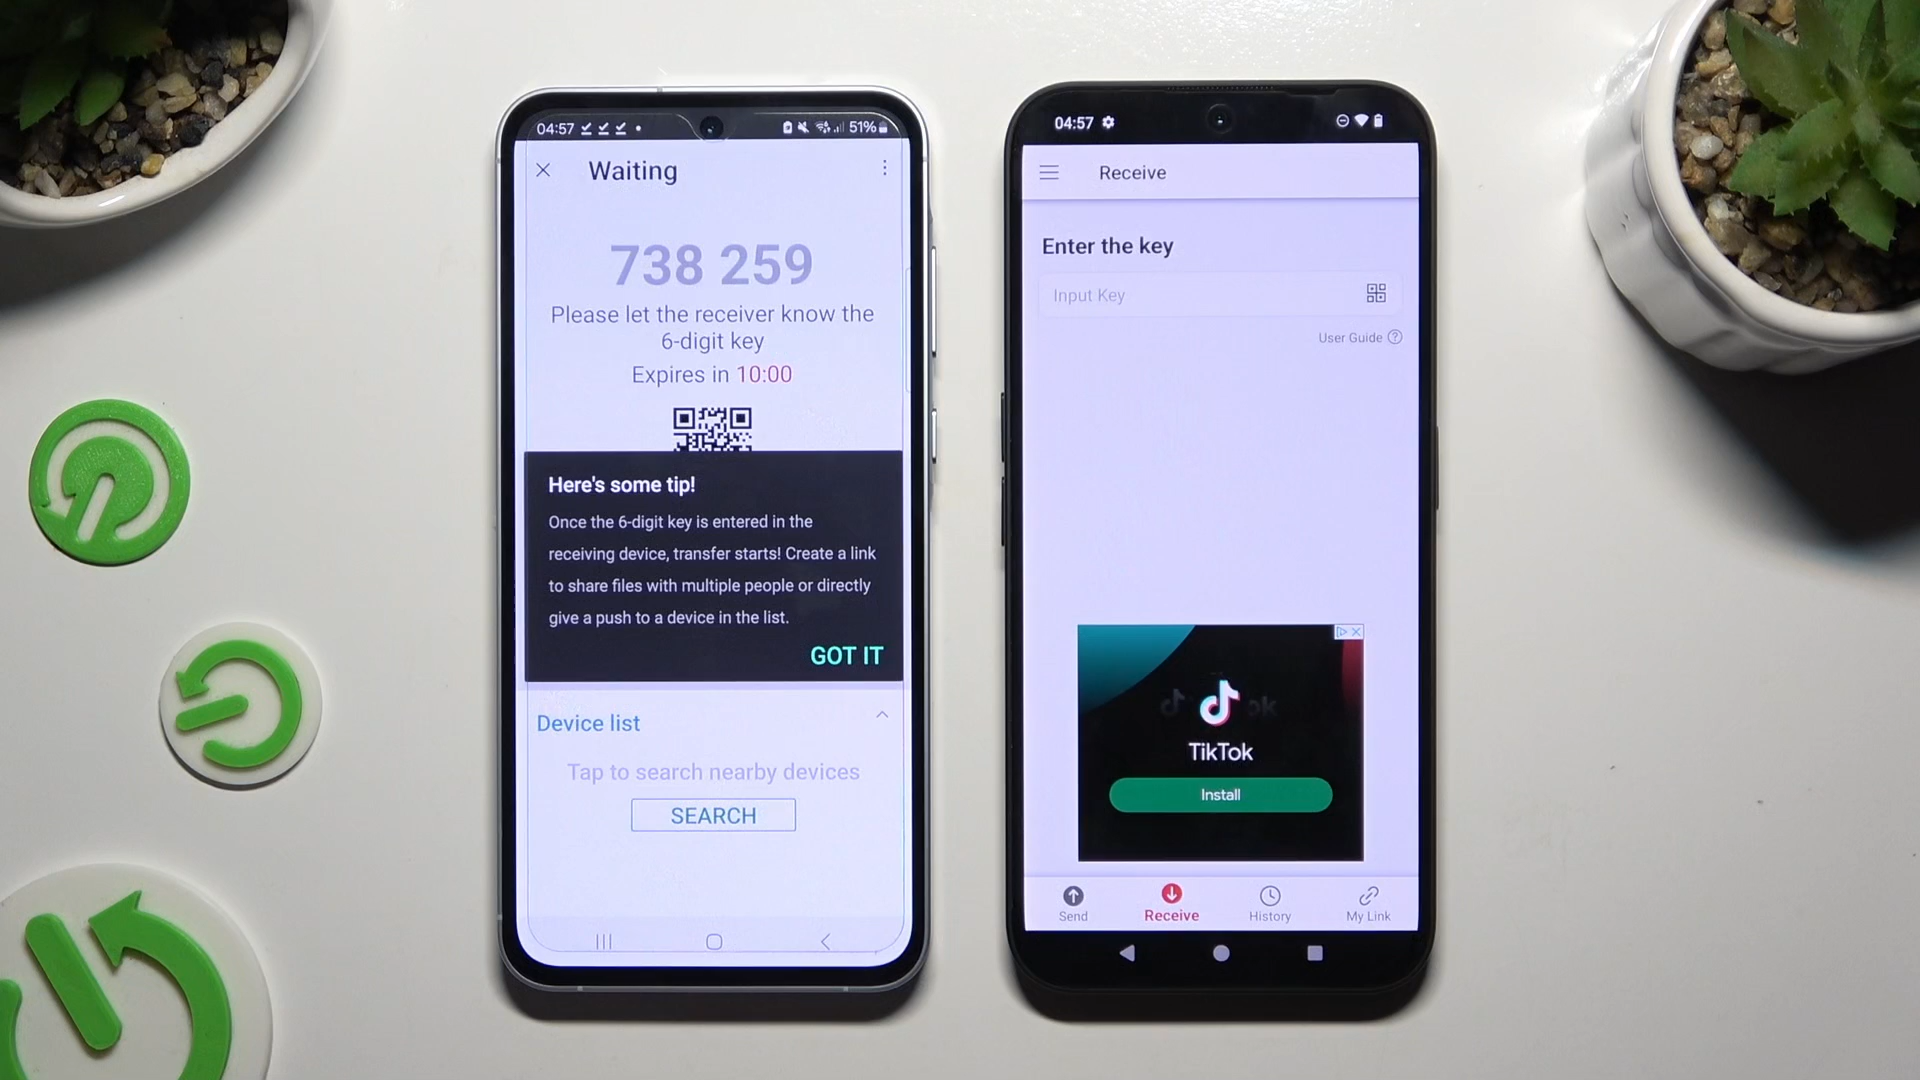 04:57
51%
Waiting
738 259
Please let the receiver know the
6-digit key
Expires in 10:00
Here's some tip!
Once the 6-digit key is entered in the
receiving device, transfer starts! Create a link
to share files with multiple people or directly
give a push to a device in the list.
GOT IT
Device list
Tap to search nearby devices
SEARCH
04:57
Receive
Enter the key
Input Key
User Guide
TikTok
Install
Send
Receive
History
My Link